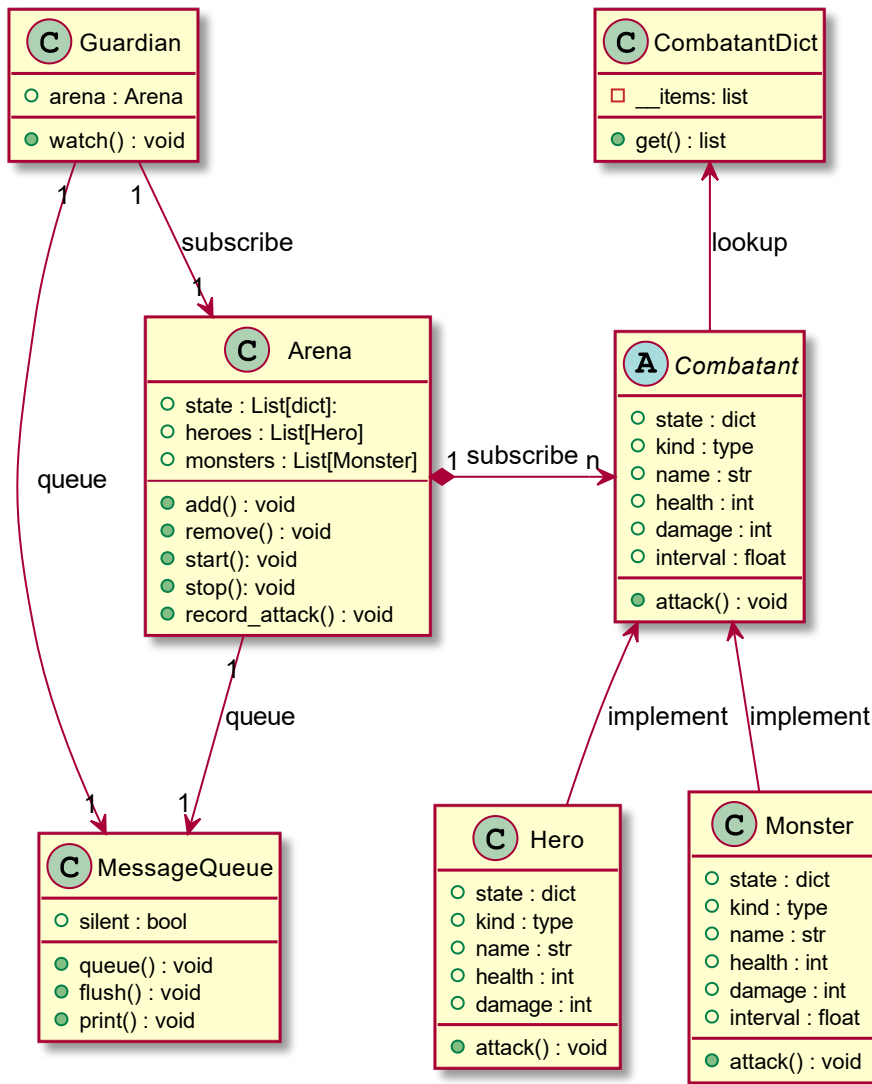 C Guardian
arena : Arena
watch() : void
C CombatantDict
__items: list
get() : list
1
1
subscribe
1
lookup
queue
C Arena
state : List[dict]:
heroes : List[Hero]
monsters : List[Monster]
add() : void
remove() : void
start(): void
stop(): void
record_attack() : void
1
subscribe
n
A Combatant
state : dict
kind : type
name : str
health : int
damage : int
interval : float
attack() : void
1
queue
1
1
implement
implement
C MessageQueue
silent : bool
queue() : void
flush() : void
print() : void
C Hero
state : dict
kind : type
name : str
health : int
damage : int
attack() : void
C Monster
state : dict
kind : type
name : str
health : int
damage : int
interval : float
attack() : void